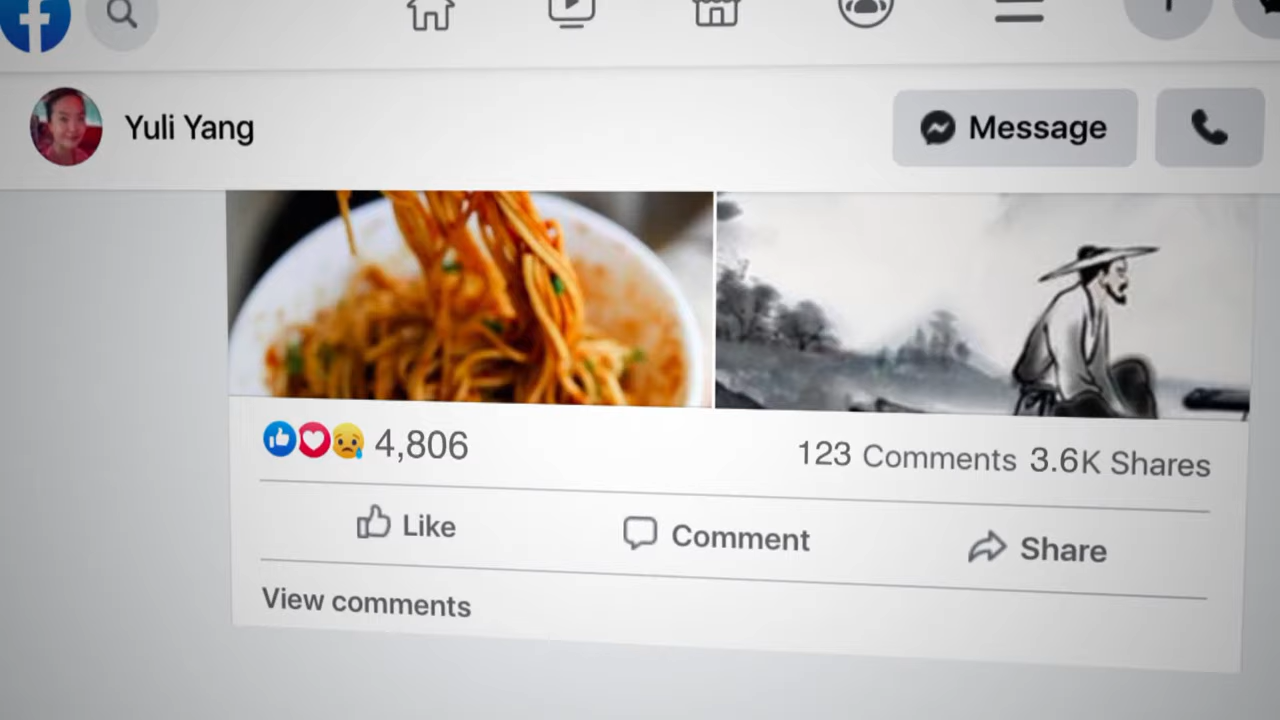 Yuli Yang
Message
4,806
123 Comments 3.6K Shares
Like
Comment
Share
View comments